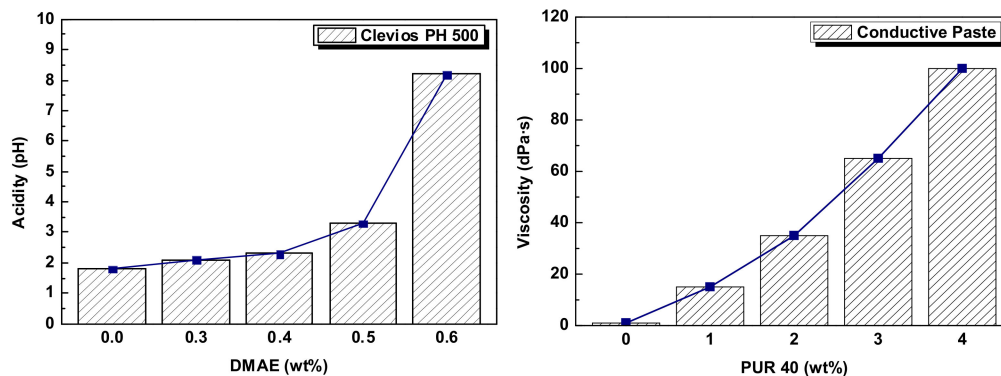 Clevios PH 500
Acidity (pH)
10
9
8
7
6
5
4
3
2
1
0
0.0 0.3 0.4 0.5 0.6
DMAE (wt%)
Conductive Paste
Viscosity (dPa·s)
120
100
80
60
40
20
0
0 1 2 3 4
PUR 40 (wt%)